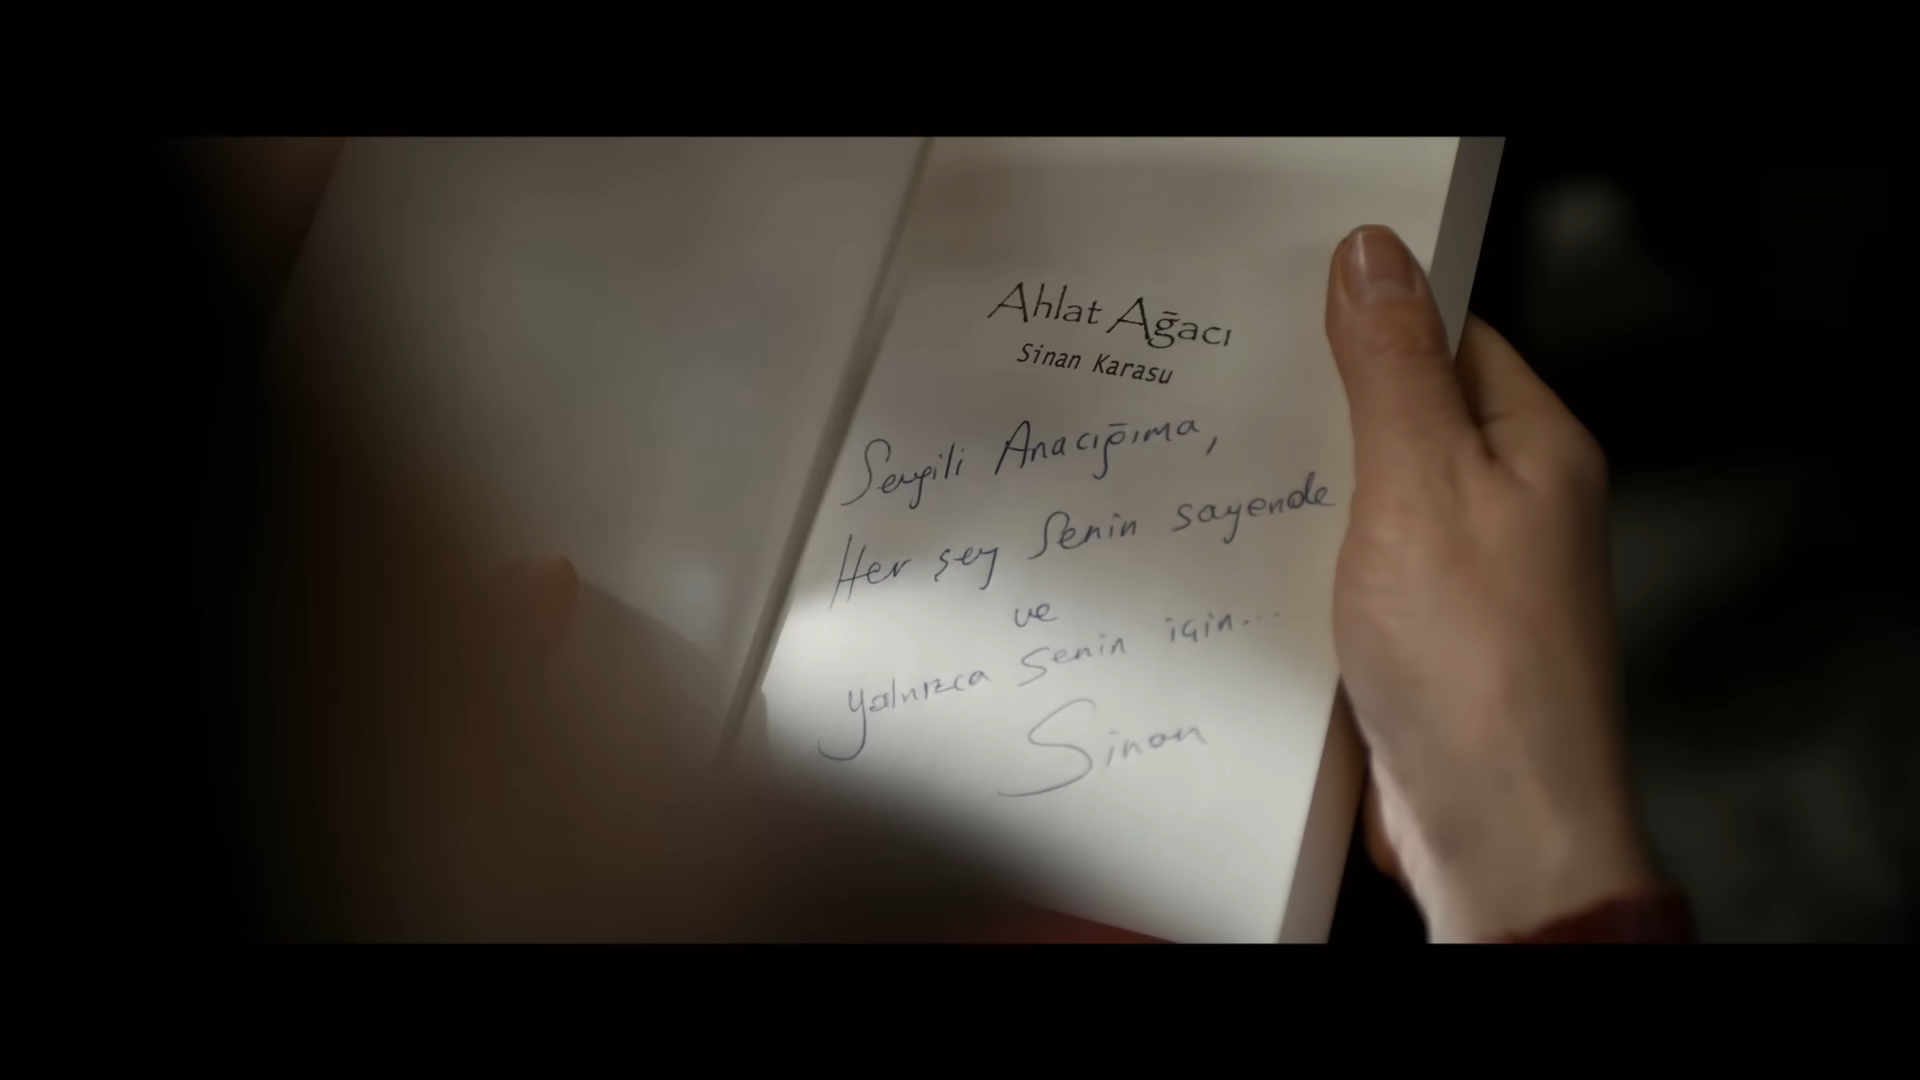 Ahlat Ağacı
Sinan Karasu
Sevgili Anacığıma,
Her şey Senin sayende
ve
yalnızca Senin için...
Sinan